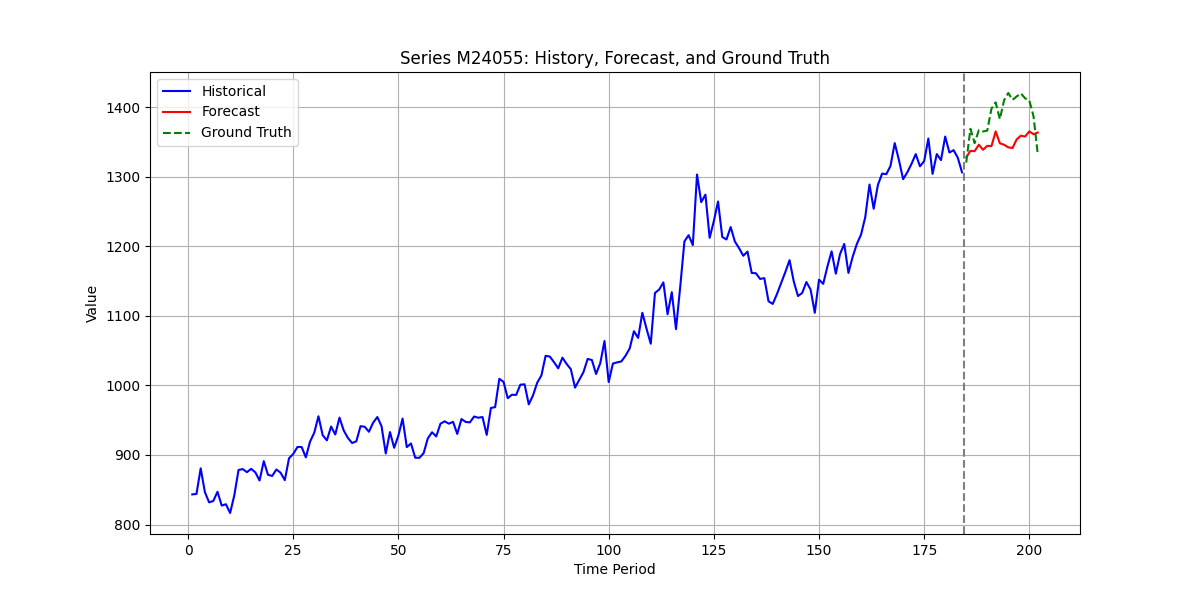 Series M24055: History, Forecast, and Ground Truth
Historical
Forecast
Ground Truth
Value
1400
1300
1200
1100
1000
900
800
0 25 50 75 100 125 150 175 200
Time Period